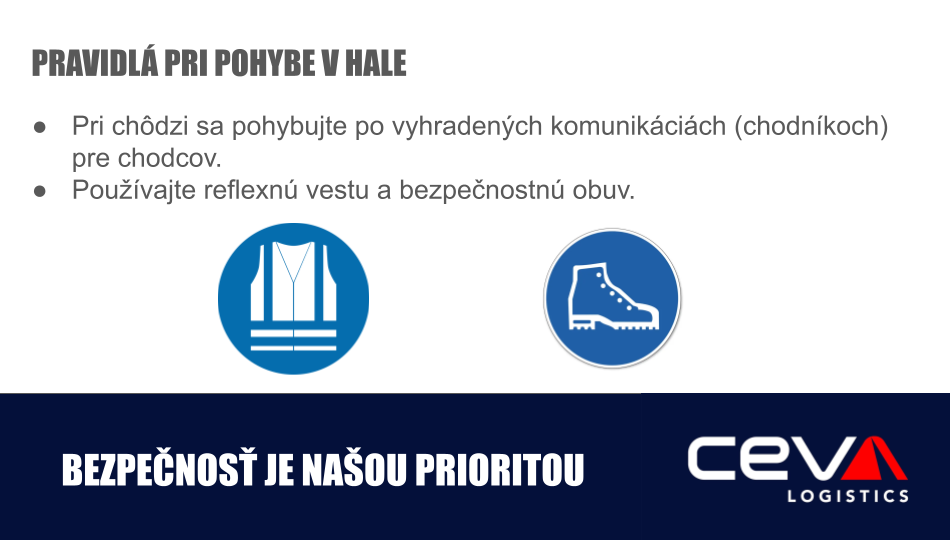 PRAVIDLÁ PRI POHYBE V HALE
● Pri chôdzi sa pohybujte po vyhradených komunikáciách (chodníkoch)
pre chodcov.
● Používajte reflexnú vestu a bezpečnostnú obuv.
BEZPEČNOSŤ JE NAŠOU PRIORITOU
CEVA
LOGISTICS